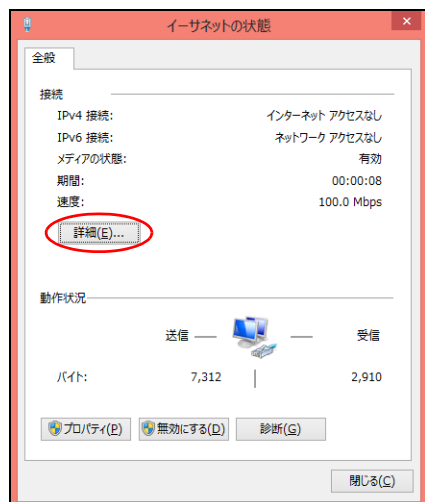 イーサネットの状態
全般
接続
IPv4 接続: インターネット アクセスなし
IPv6 接続: ネットワーク アクセスなし
メディアの状態: 有効
期間: 00:00:08
速度: 100.0 Mbps
詳細(E)...
動作状況
送信 受信
バイト: 7,312 2,910
プロパティ(P) 無効にする(D) 診断(G)
閉じる(C)